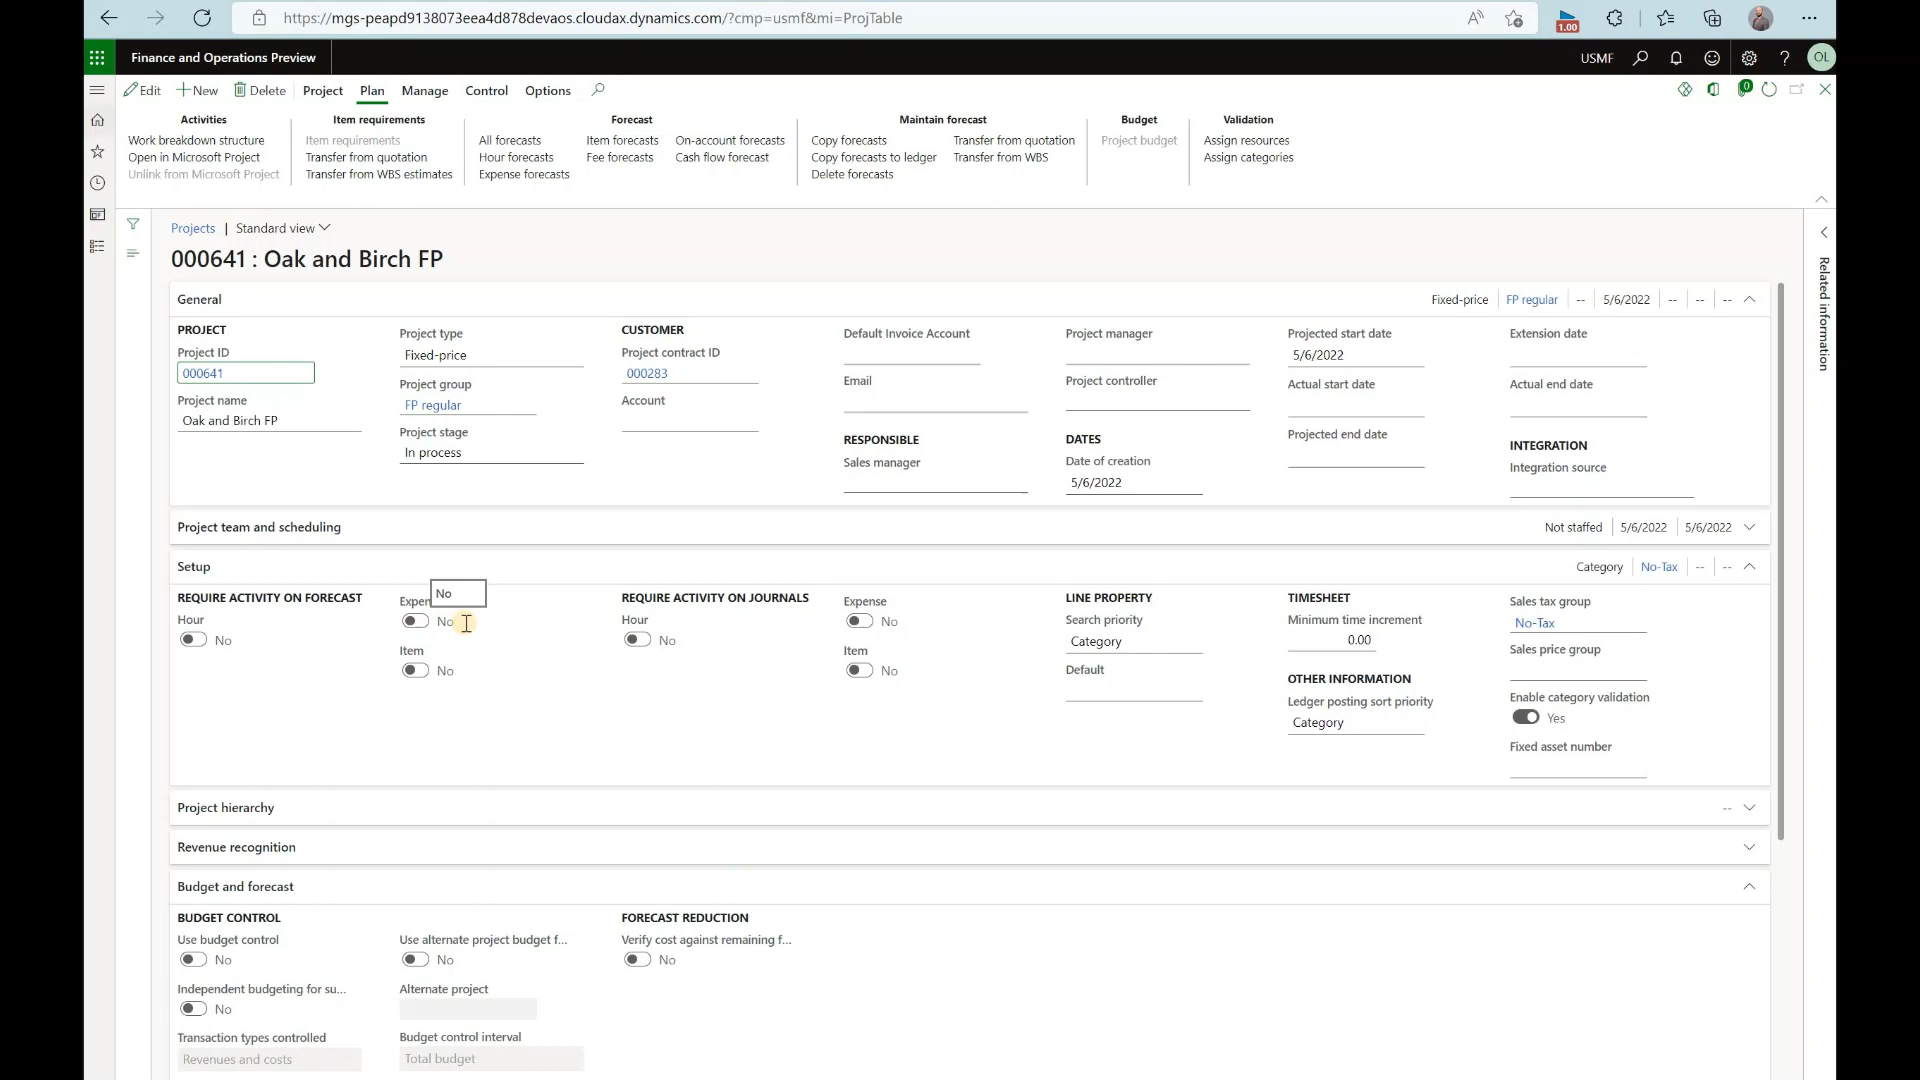 https://mgs-peapd9138073eea4d878devaos.cloudax.dynamics.com/?cmp=usmf&mi=ProjTable
1.00
Finance and Operations Preview
USMF
OL
Edit New Delete Project Plan Manage Control Options
0
Activities Item requirements Forecast Maintain forecast Budget Validation
Work breakdown structure Item requirements All forecasts Item forecasts On-account forecasts Copy forecasts Transfer from quotation Project budget Assign resources
Open in Microsoft Project Transfer from quotation Hour forecasts Fee forecasts Cash flow forecast Copy forecasts to ledger Transfer from WBS Assign categories
Unlink from Microsoft Project Transfer from WBS estimates Expense forecasts Delete forecasts
Projects | Standard view
000641 : Oak and Birch FP
Related information
General Fixed-price FP regular -- 5/6/2022 -- -- --
PROJECT
Project ID
000641
Project name
Oak and Birch FP
Project type
Fixed-price
Project group
FP regular
Project stage
In process
CUSTOMER
Project contract ID
000283
Account
Default Invoice Account
Email
RESPONSIBLE
Sales manager
Project manager
Project controller
DATES
Date of creation
5/6/2022
Projected start date
5/6/2022
Actual start date
Projected end date
Extension date
Actual end date
INTEGRATION
Integration source
Project team and scheduling Not staffed 5/6/2022 5/6/2022
Setup Category No-Tax -- --
REQUIRE ACTIVITY ON FORECAST
Hour
No
Expen
No
No
Item
No
REQUIRE ACTIVITY ON JOURNALS
Hour
No
Expense
No
Item
No
LINE PROPERTY
Search priority
Category
Default
TIMESHEET
Minimum time increment
0.00
OTHER INFORMATION
Ledger posting sort priority
Category
Sales tax group
No-Tax
Sales price group
Enable category validation
Yes
Fixed asset number
Project hierarchy --
Revenue recognition
Budget and forecast
BUDGET CONTROL
Use budget control
No
Independent budgeting for su...
No
Transaction types controlled
Revenues and costs
Use alternate project budget f...
No
Alternate project
Budget control interval
Total budget
FORECAST REDUCTION
Verify cost against remaining f...
No